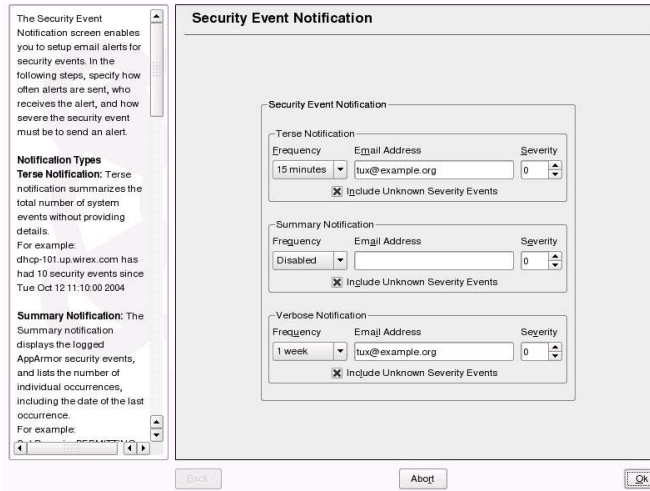 The Security Event
Notification screen enables
you to setup email alerts for
security events. In the
following steps, specify how
often alerts are sent, who
receives the alert, and how
severe the security event
must be to send an alert.
Notification Types
Terse Notification: Terse
notification summarizes the
total number of system
events without providing
details.
For example:
dhcp-101.up.wirex.com has
had 10 security events since
Tue Oct 12 11:10:00 2004
Summary Notification: The
Summary notification
displays the logged
AppArmor security events,
and lists the number of
individual occurrences,
including the date of the last
occurrence.
For example:
Security Event Notification
Security Event Notification
Terse Notification
Frequency Email Address Severity
15 minutes tux@example.org 0
Include Unknown Severity Events
Summary Notification
Frequency Email Address Severity
Disabled 0
Include Unknown Severity Events
Verbose Notification
Frequency Email Address Severity
1 week tux@example.org 0
Include Unknown Severity Events
Back Abort Ok